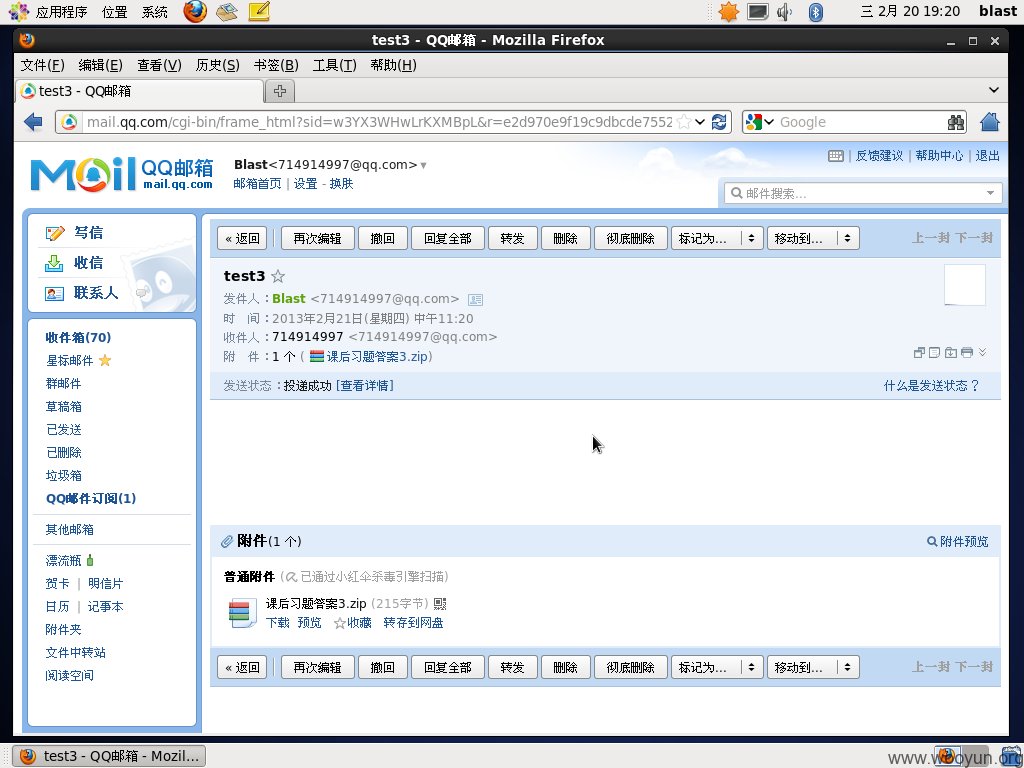 应用程序 位置 系统 三 2月 20 19:20 blast
test3 - QQ邮箱 - Mozilla Firefox
文件(F) 编辑(E) 查看(V) 历史(S) 书签(B) 工具(T) 帮助(H)
test3 - QQ邮箱
mail.qq.com/cgi-bin/frame_html?sid=w3YX3WHwLrKXMBpL&r=e2d970e9f19c9dbcde7552 Google
Mail QQ邮箱 mail.qq.com
Blast<714914997@qq.com>
邮箱首页 | 设置 - 换肤
反馈建议 | 帮助中心 | 退出
邮件搜索...
写信
收信
联系人
收件箱(70)
星标邮件
群邮件
草稿箱
已发送
已删除
垃圾箱
QQ邮件订阅(1)
其他邮箱
漂流瓶
贺卡 | 明信片
日历 | 记事本
附件夹
文件中转站
阅读空间
« 返回 再次编辑 撤回 回复全部 转发 删除 彻底删除 标记为... 移动到... 上一封 下一封
test3
发件人：Blast <714914997@qq.com>
时 间：2013年2月21日(星期四) 中午11:20
收件人：714914997 <714914997@qq.com>
附 件：1 个 ( 课后习题答案3.zip)
发送状态：投递成功 [查看详情] 什么是发送状态？
附件(1 个) 附件预览
普通附件 (已通过小红伞杀毒引擎扫描)
课后习题答案3.zip (215字节)
下载 预览 ☆收藏 转存到网盘
« 返回 再次编辑 撤回 回复全部 转发 删除 彻底删除 标记为... 移动到... 上一封 下一封
test3 - QQ邮箱 - Mozil...
www.wooyun.org